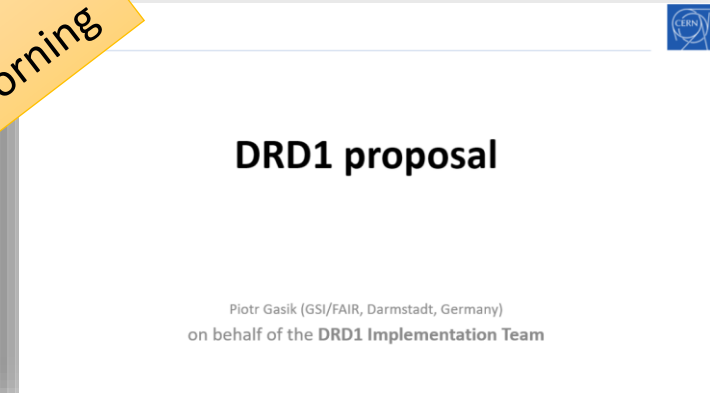 orning
CERN
DRD1 proposal
Piotr Gasik (GSI/FAIR, Darmstadt, Germany)
on behalf of the DRD1 Implementation Team